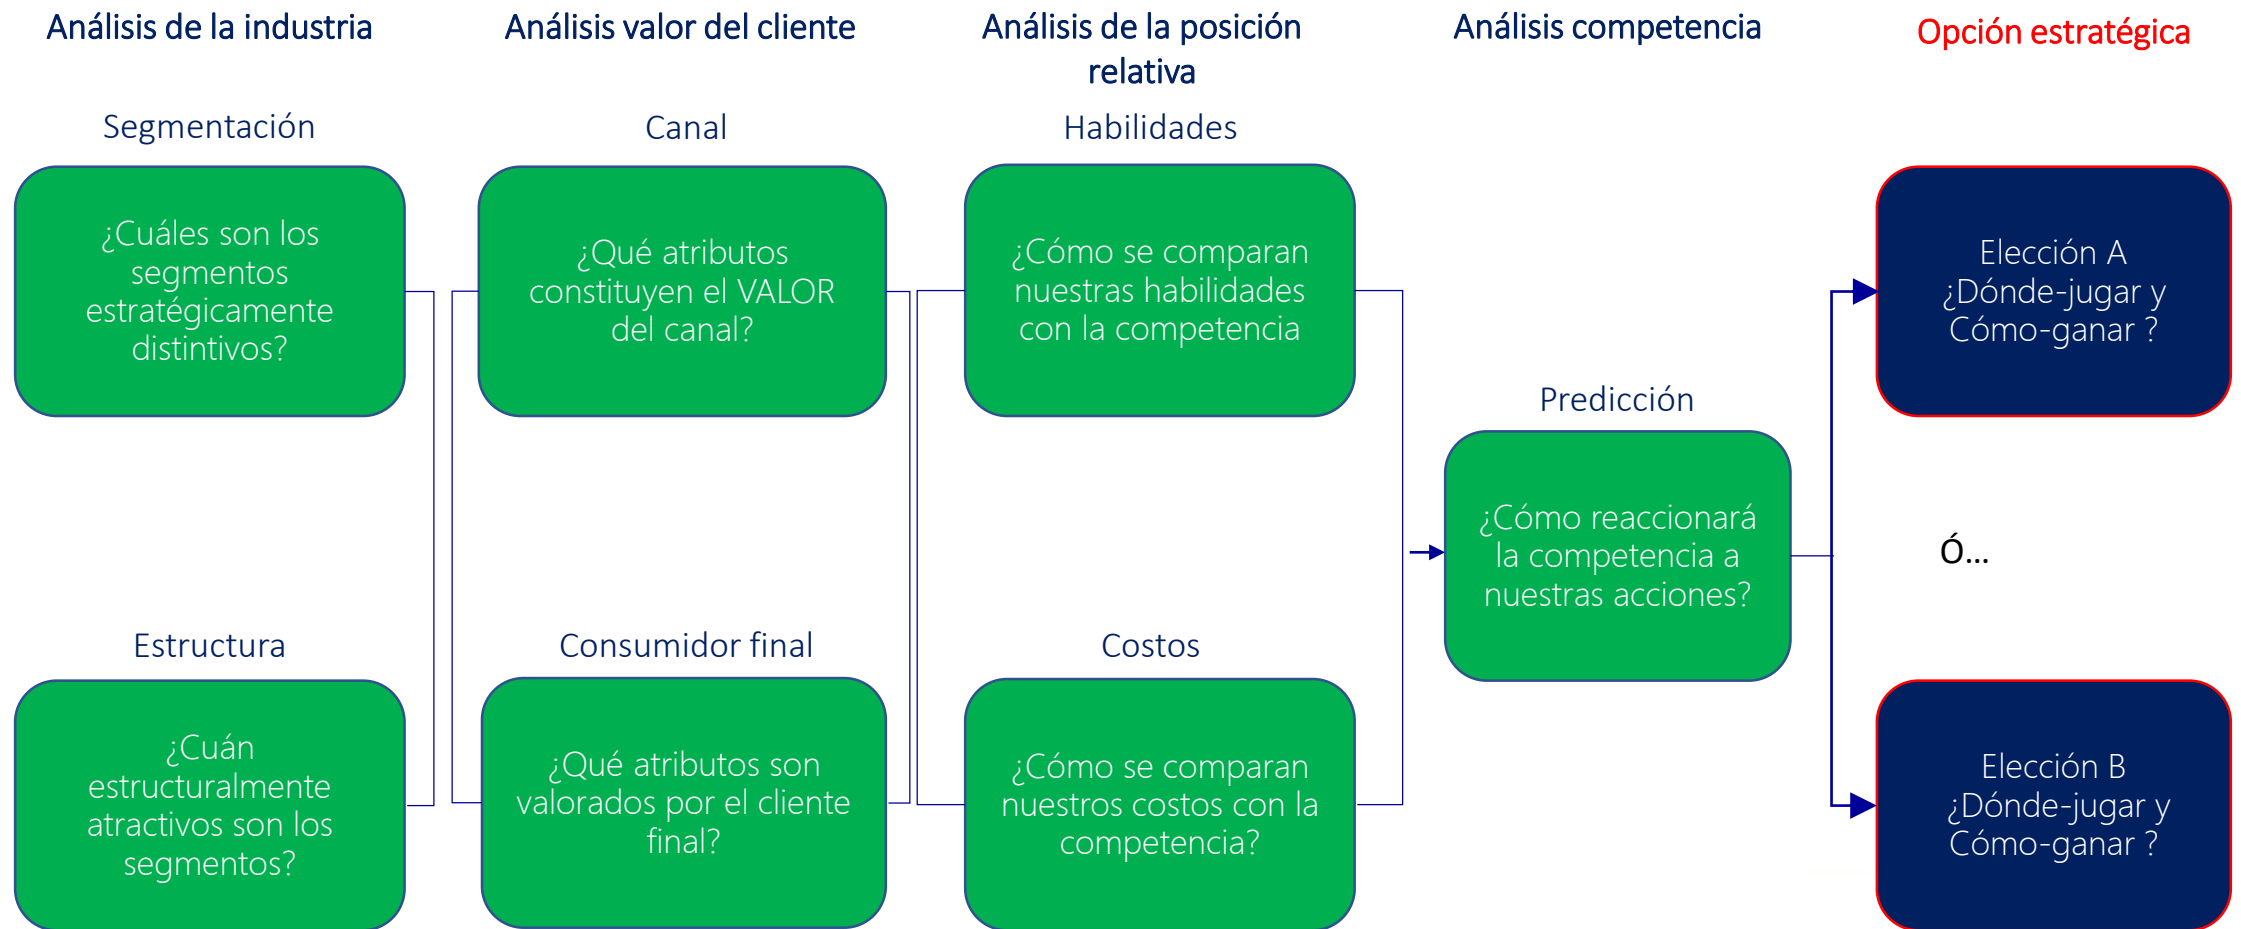 Análisis de la industria
Segmentación
¿Cuáles son los
segmentos
estratégicamente
distintivos?
Estructura
¿Cuán
estructuralmente
atractivos son los
segmentos?
Análisis valor del cliente
Canal
¿Qué atributos
constituyen el VALOR
del canal?
Consumidor final
¿Qué atributos son
valorados por el cliente
final?
Análisis de la posición
relativa
Habilidades
¿Cómo se comparan
nuestras habilidades
con la competencia
Costos
¿Cómo se comparan
nuestros costos con la
competencia?
Análisis competencia
Predicción
¿Cómo reaccionará
la competencia a
nuestras acciones?
Opción estratégica
Elección A
¿Dónde-jugar y
Cómo-ganar ?
Ó...
Elección B
¿Dónde-jugar y
Cómo-ganar ?